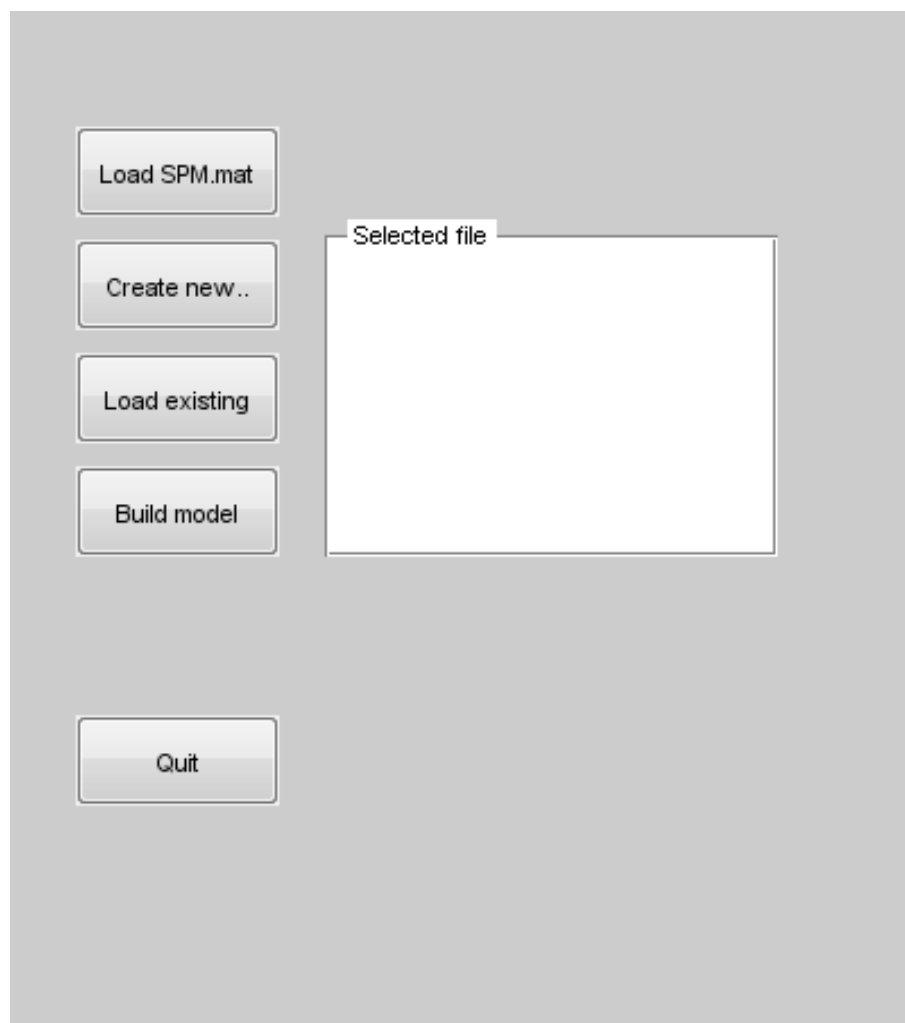 Load SPM.mat
Selected file
Create new..
Load existing
Build model
Quit